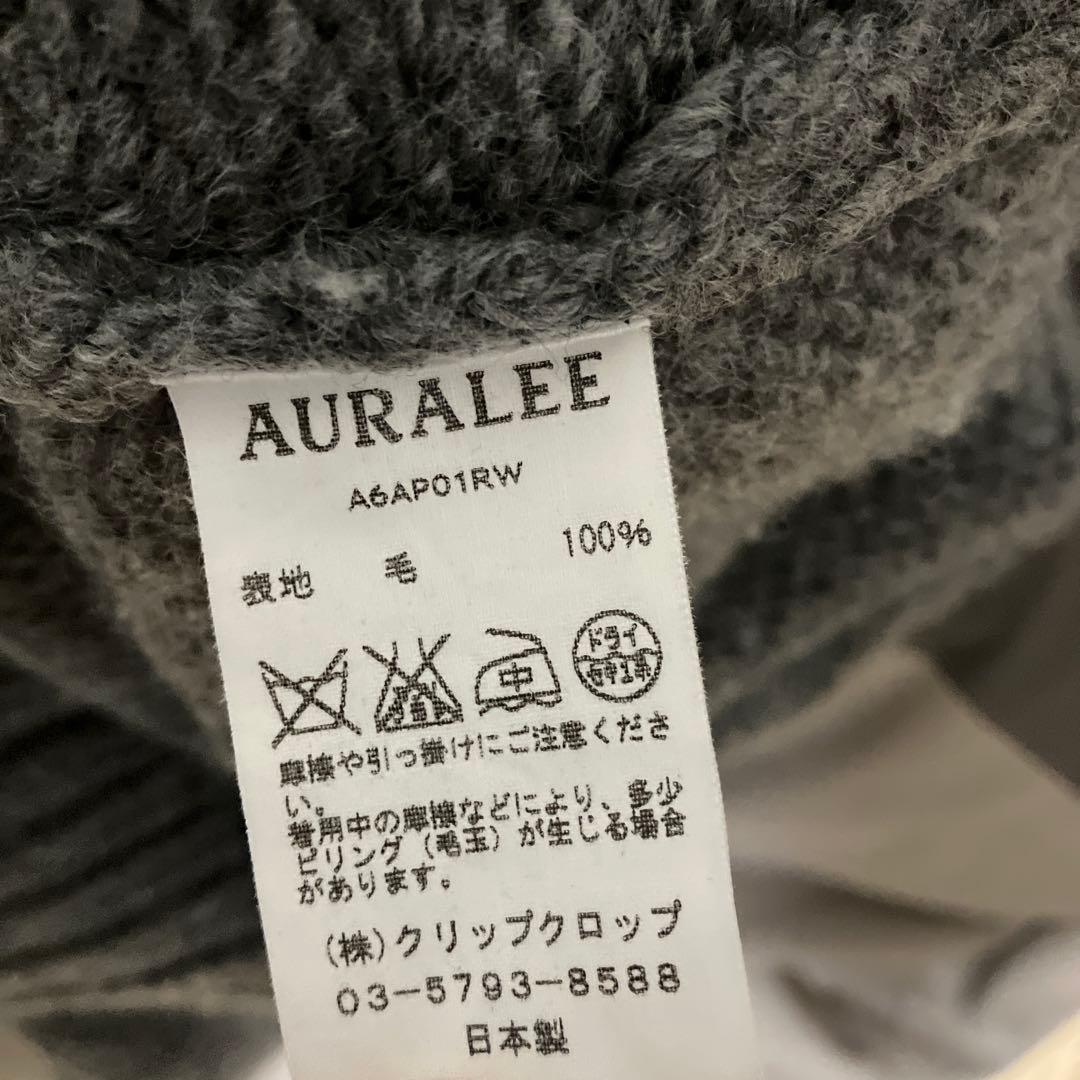 AURALEE
A6AP01RW
表地 毛 100%
ドライ
中
摩擦や引っ掛けにご注意くださ
い。
着用中の摩擦などにより、多少
ピリング（毛玉）が生じる場合
があります。
(株)クリップクロップ
03-5793-8588
日本製